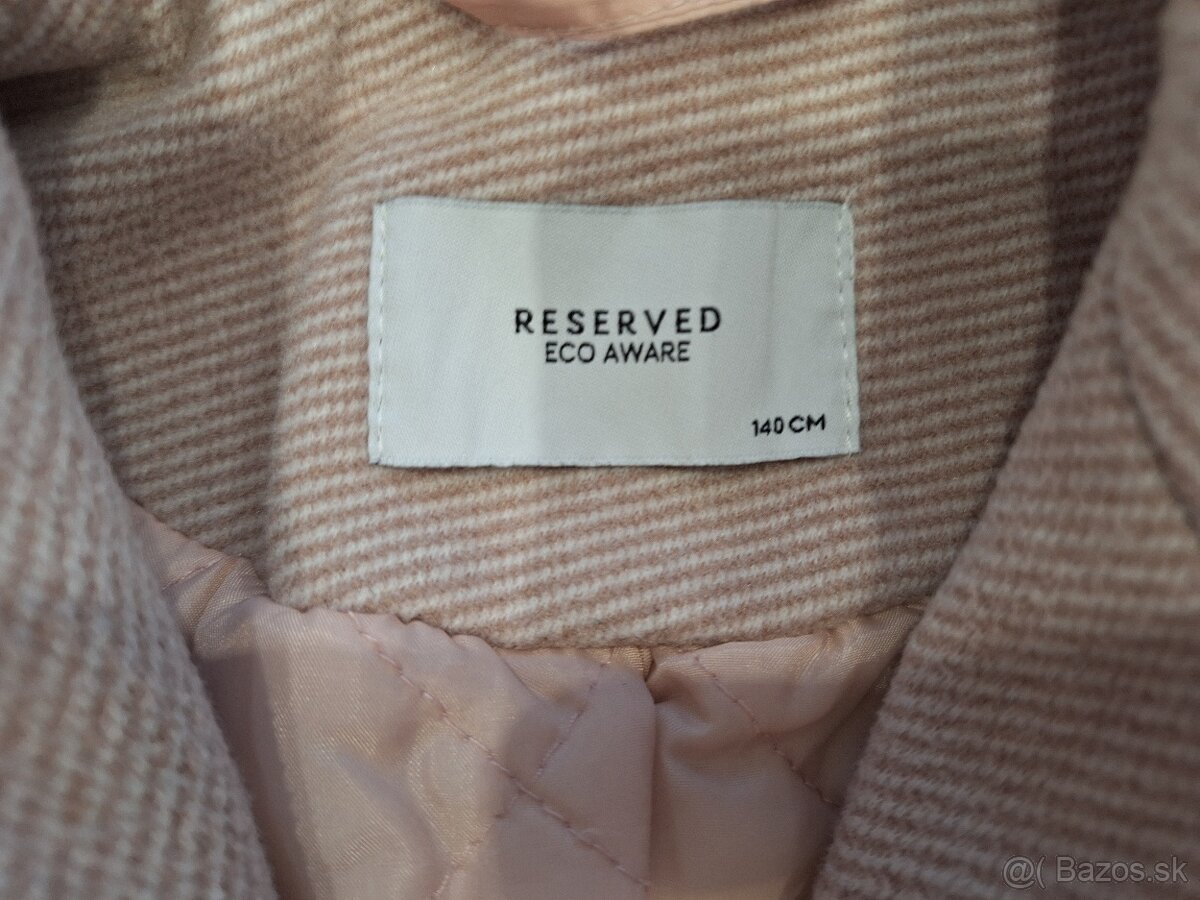 RESERVED
ECO AWARE
140 CM
@( Bazos.sk